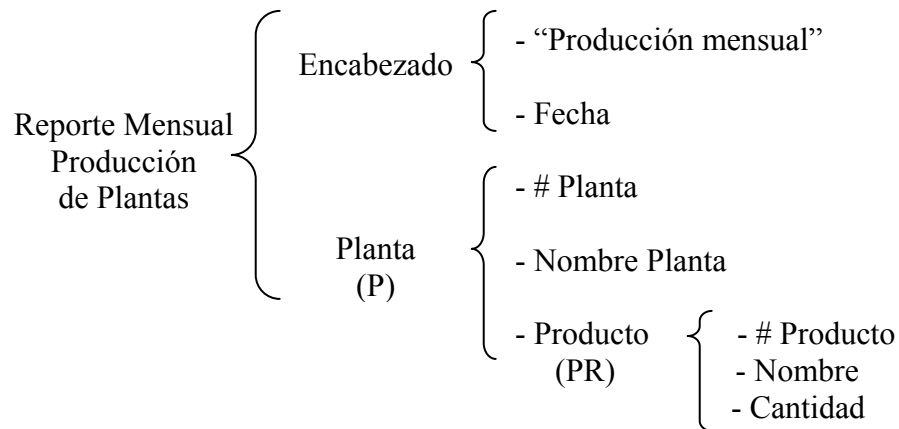 Reporte Mensual
Producción
de Plantas
Encabezado
- “Producción mensual”
- Fecha
Planta
(P)
- # Planta
- Nombre Planta
- Producto
(PR)
- # Producto
- Nombre
- Cantidad